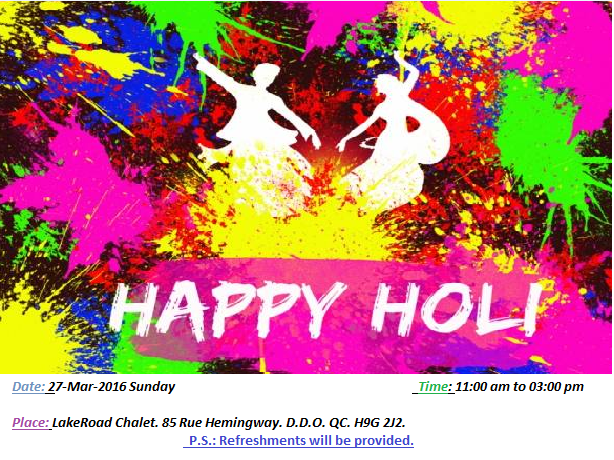 HAPPY HOLI
Date: 27-Mar-2016 Sunday Time: 11:00 am to 03:00 pm
Place: LakeRoad Chalet. 85 Rue Hemingway. D.D.O. QC. H9G 2J2.
P.S.: Refreshments will be provided.